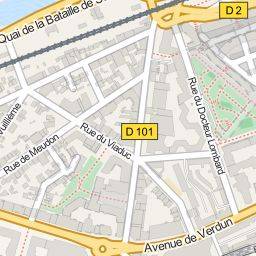 D 2
Quai de la Bataille de S
Vuillième
Rue de Meudon
Rue du Viaduc
D 101
Rue du Docteur Lombard
Avenue de Verdun